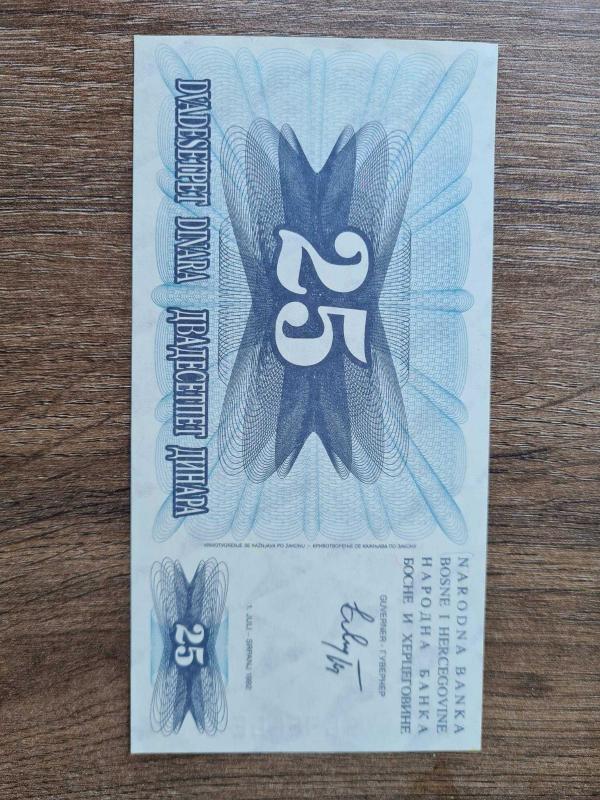 NARODNA BANKA
BOSNE I HERCEGOVINE
НАРОДНА БАНКА
БОСНЕ И ХЕРЦЕГОВИНЕ
GUVERNER - ГУВЕРНЕР
1. JULI - SRPANJ 1992
25
25
KRIVOTVORENJE SE KAŽNJAVA PO ZAKONU - КРИВОТВОРЕЊЕ СЕ КАЖЊАВА ПО ЗАКОНУ
DVADESETPET DINARA ДВАДЕСЕТПЕТ ДИНАРА